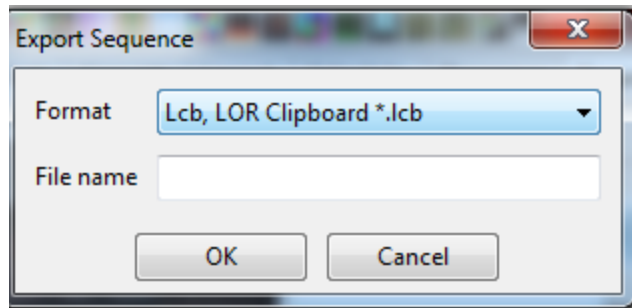 Export Sequence
Format
Lcb, LOR Clipboard *.lcb
File name
OK
Cancel